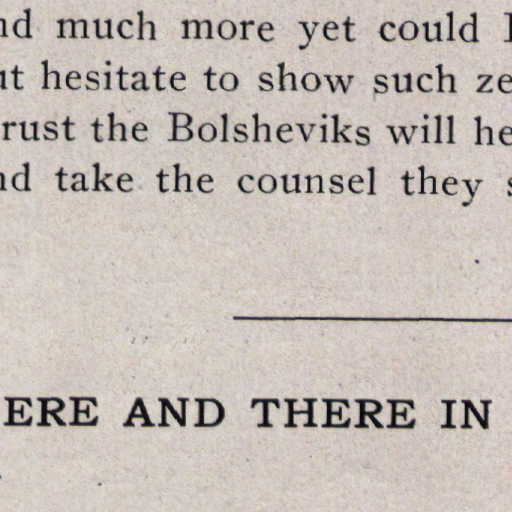 nd much more yet could I
ut hesitate to show such ze
rust the Bolsheviks will he
nd take the counsel they s
ERE AND THERE IN